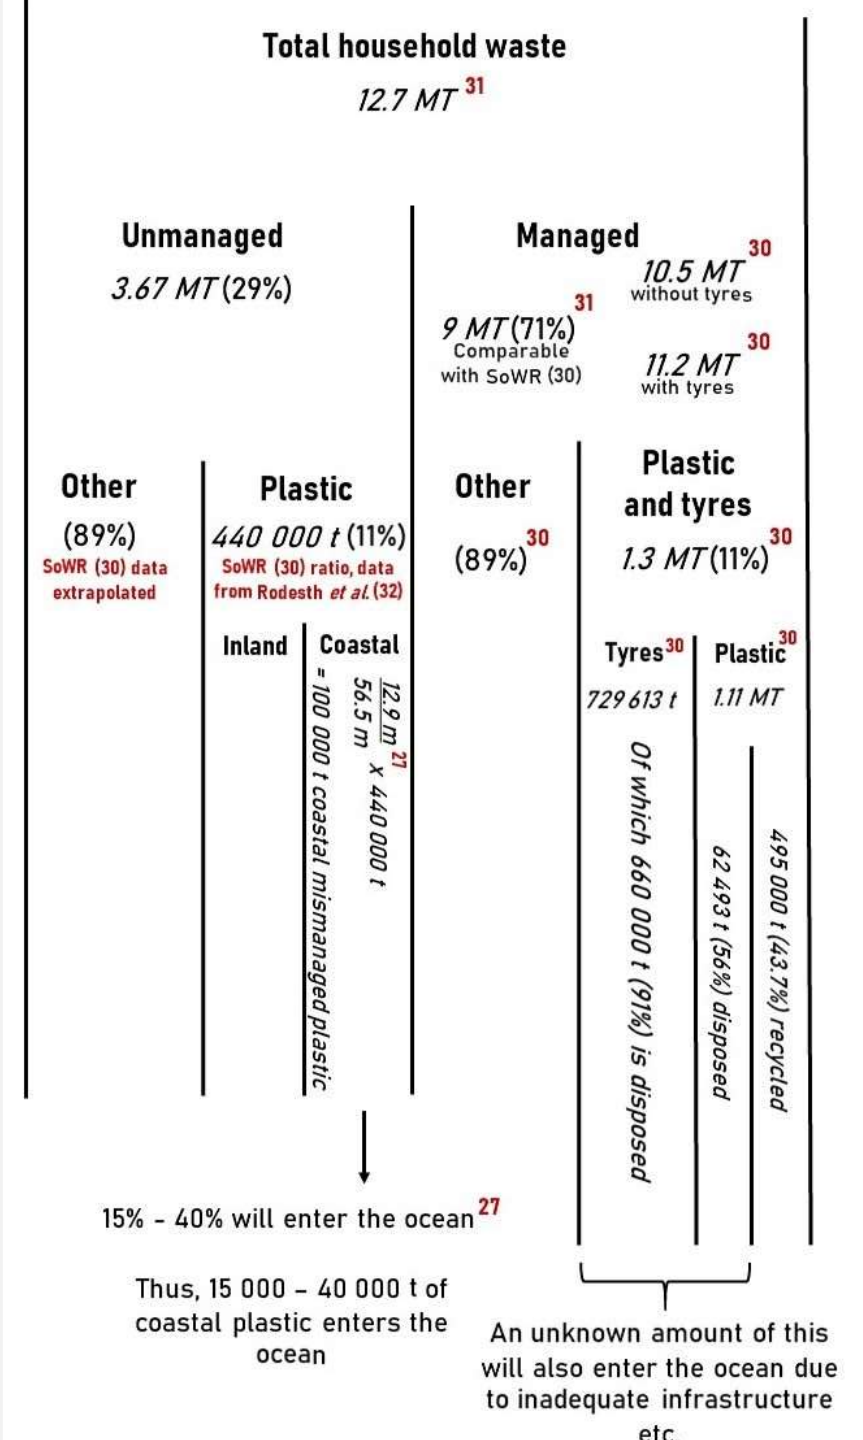 Total household waste
12.7 MT 31
Unmanaged
3.67 MT (29%)
Managed
10.5 MT 30
without tyres
9 MT (71%) 31
Comparable
with SoWR (30)
11.2 MT 30
with tyres
Other
(89%)
SoWR (30) data
extrapolated
Plastic
440 000 t (11%)
SoWR (30) ratio, data
from Rodesth et al. (32)
Inland
Coastal
12.9 m 27
56.5 m x 440 000 t
= 100 000 t coastal mismanaged plastic
Other
(89%) 30
Plastic
and tyres
1.3 MT (11%) 30
Tyres 30
729 613 t
Of which 660 000 t (91%) is disposed
Plastic 30
1.11 MT
62 493 t (56%) disposed
495 000 t (43.7%) recycled
15% - 40% will enter the ocean 27
Thus, 15 000 – 40 000 t of
coastal plastic enters the
ocean
An unknown amount of this
will also enter the ocean due
to inadequate infrastructure
etc